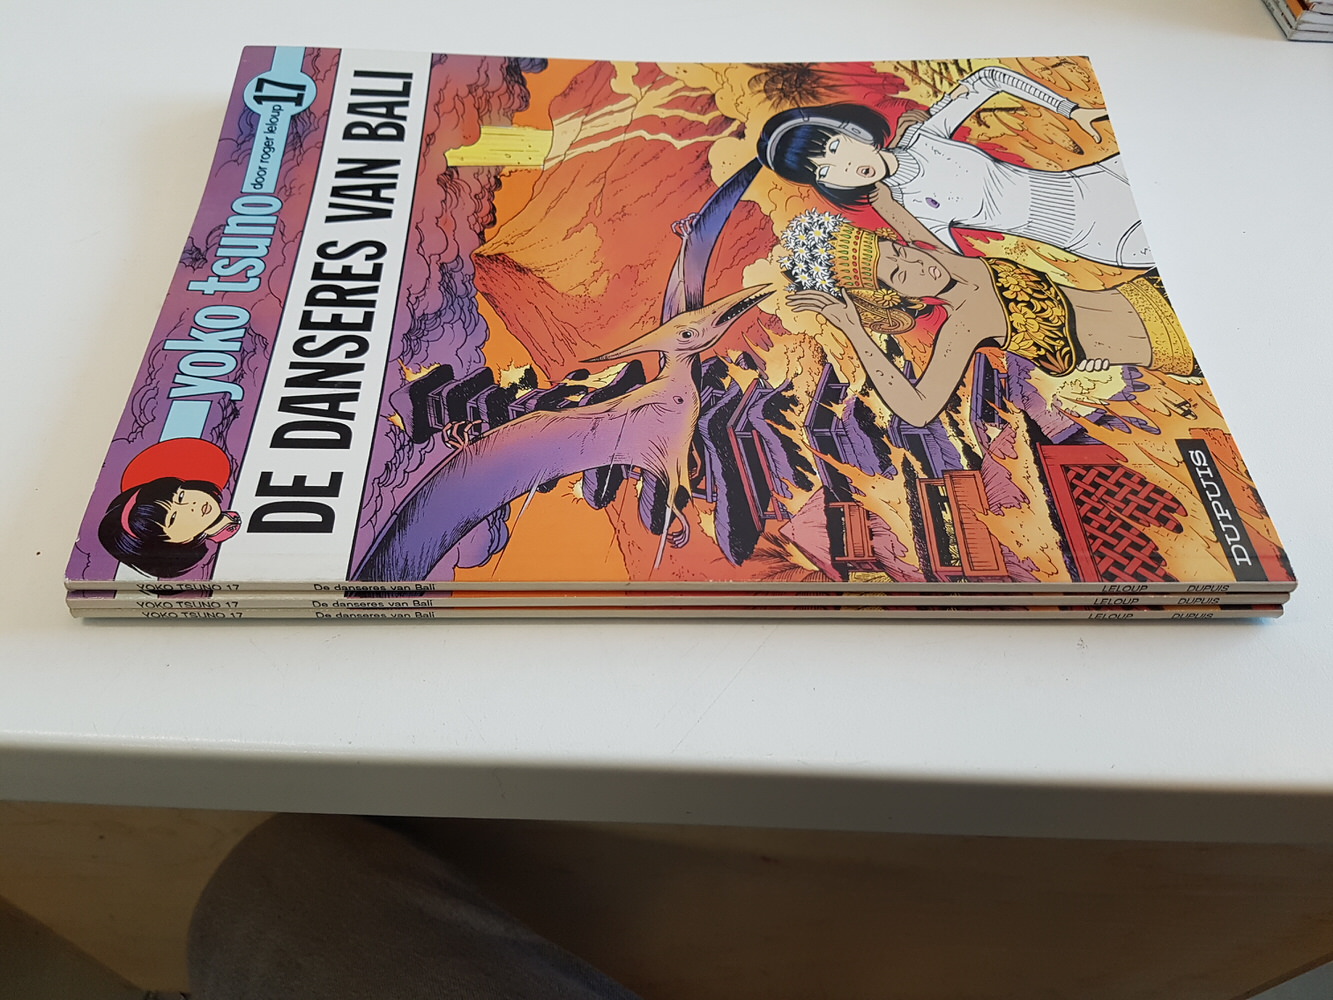 yoko tsuno door roger leloup 17
DE DANSERES VAN BALI
DUPUIS
YOKO TSUNO 17 De danseres van Bali LELOUP DUPUIS
YOKO TSUNO 17 De danseres van Bali LELOUP DUPUIS
YOKO TSUNO 17 De danseres van Bali LELOUP DUPUIS